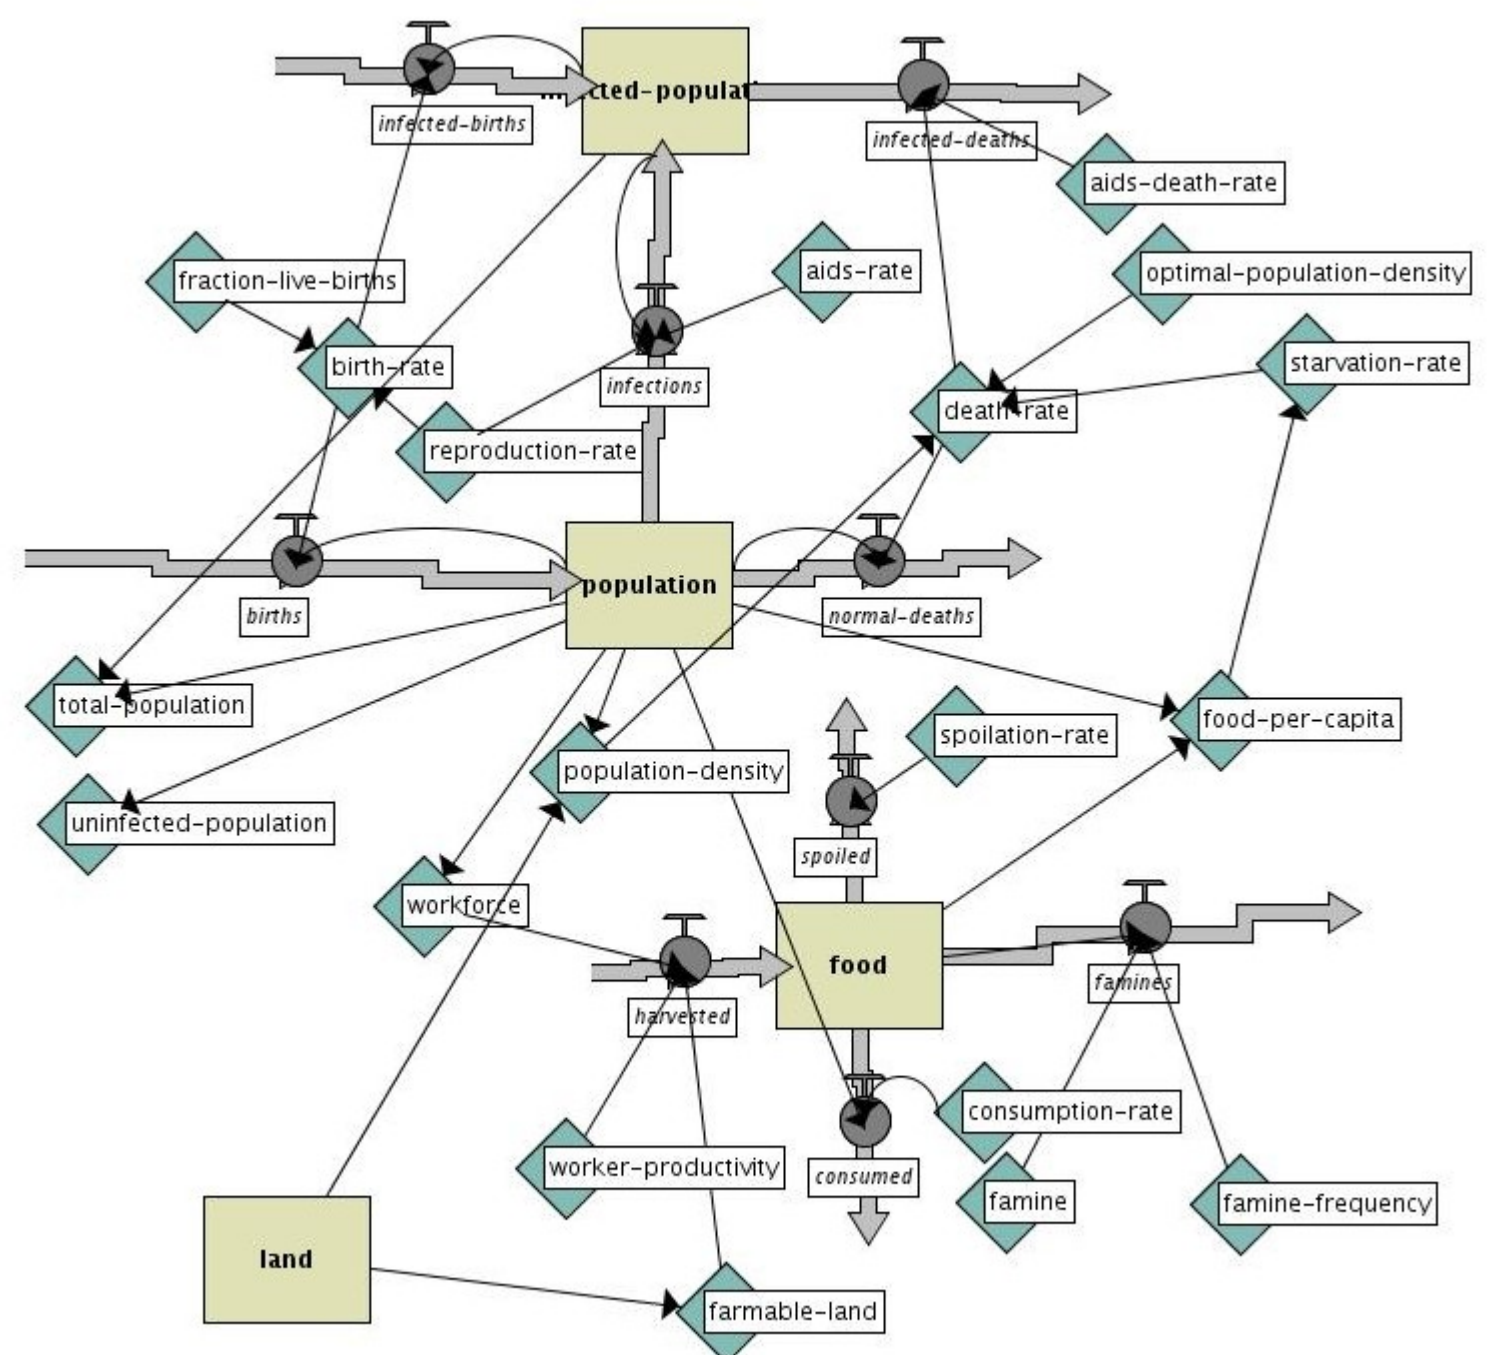 cted-populat
infected-births
infected-deaths
aids-death-rate
fraction-live-births
aids-rate
optimal-population-density
birth-rate
infections
starvation-rate
death-rate
reproduction-rate
births
population
normal-deaths
total-population
food-per-capita
spoilation-rate
population-density
uninfected-population
spoiled
workforce
food
famines
harvested
consumption-rate
worker-productivity
consumed
famine
famine-frequency
land
farmable-land